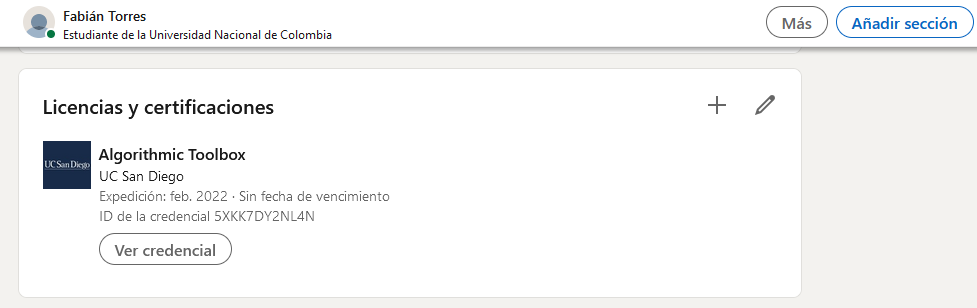 Fabián Torres
Estudiante de la Universidad Nacional de Colombia
Más
Añadir sección
Licencias y certificaciones
UC San Diego
Algorithmic Toolbox
UC San Diego
Expedición: feb. 2022 · Sin fecha de vencimiento
ID de la credencial 5XKK7DY2NL4N
Ver credencial